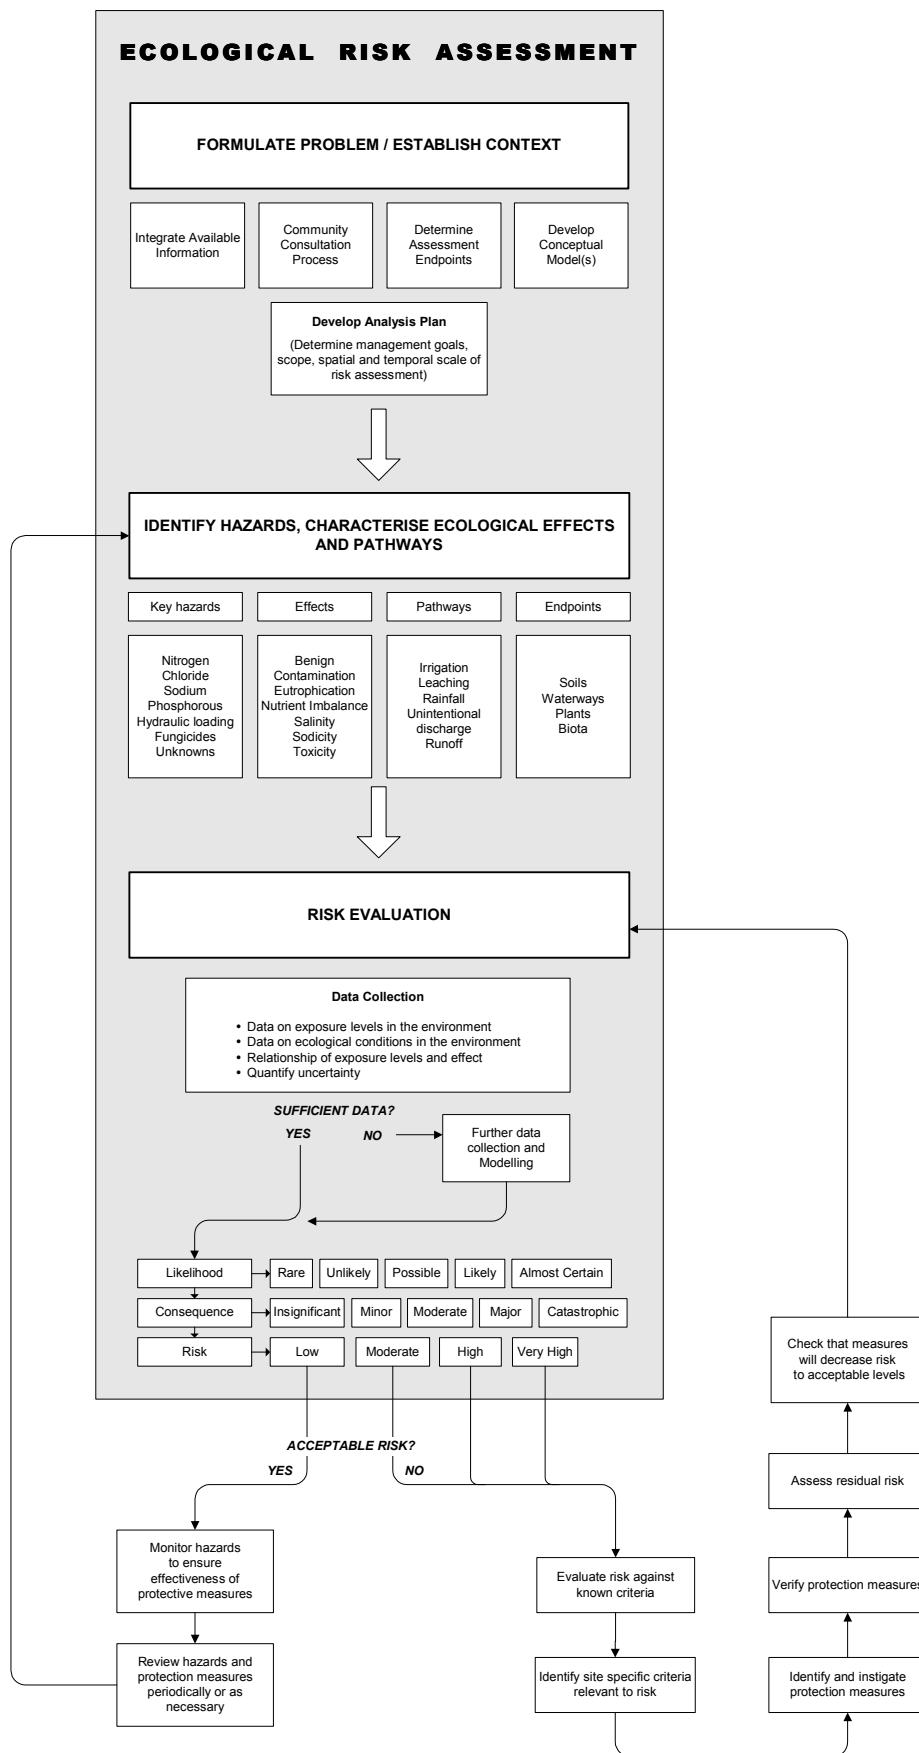 ECOLOGICAL RISK ASSESSMENT
FORMULATE PROBLEM / ESTABLISH CONTEXT
Integrate Available
Information
Community
Consultation
Process
Determine
Assessment
Endpoints
Develop
Conceptual
Model(s)
Develop Analysis Plan
(Determine management goals,
scope, spatial and temporal scale of
risk assessment)
IDENTIFY HAZARDS, CHARACTERISE ECOLOGICAL EFFECTS
AND PATHWAYS
Key hazards
Effects
Pathways
Endpoints
Nitrogen
Chloride
Sodium
Phosphorous
Hydraulic loading
Fungicides
Unknowns
Benign
Contamination
Eutrophication
Nutrient Imbalance
Salinity
Sodicity
Toxicity
Irrigation
Leaching
Rainfall
Unintentional
discharge
Runoff
Soils
Waterways
Plants
Biota
RISK EVALUATION
Data Collection
• Data on exposure levels in the environment
• Data on ecological conditions in the environment
• Relationship of exposure levels and effect
• Quantify uncertainty
SUFFICIENT DATA?
YES
NO
Further data
collection and
Modelling
Likelihood
Rare
Unlikely
Possible
Likely
Almost Certain
Consequence
Insignificant
Minor
Moderate
Major
Catastrophic
Risk
Low
Moderate
High
Very High
ACCEPTABLE RISK?
YES
NO
Monitor hazards
to ensure
effectiveness of
protective measures
Review hazards and
protection measures
periodically or as
necessary
Evaluate risk against
known criteria
Identify site specific criteria
relevant to risk
Check that measures
will decrease risk
to acceptable levels
Assess residual risk
Verify protection measures
Identify and instigate
protection measures